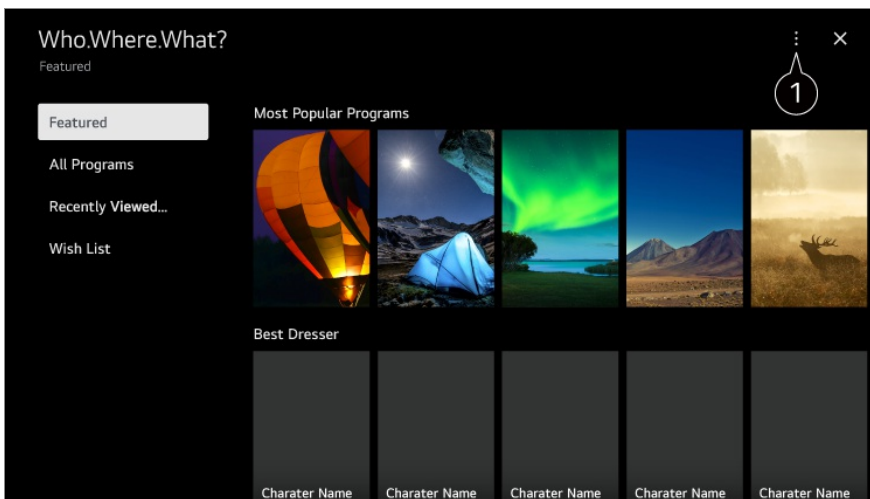 Who.Where.What?
Featured
1
Featured
All Programs
Recently Viewed...
Wish List
Most Popular Programs
Best Dresser
Charater Name Charater Name Charater Name Charater Name Charater Name